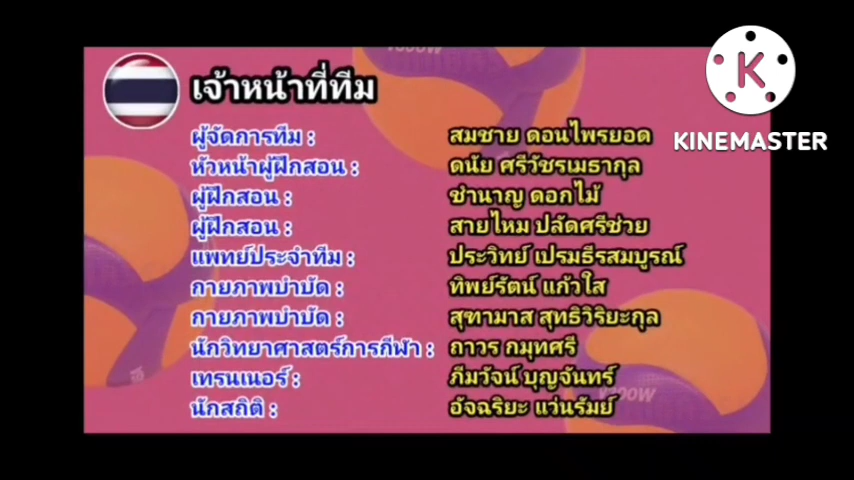 เจ้าหน้าที่ทีม
ผู้จัดการทีม : สมชาย ดอนไพรยอด
หัวหน้าผู้ฝึกสอน : ดนัย ศรีวัชรเมธากุล
ผู้ฝึกสอน : ชำนาญ ดอกไม้
ผู้ฝึกสอน : สายไหม ปลัดศรีช่วย
แพทย์ประจำทีม : ประวิทย์ เปรมธีรสมบูรณ์
กายภาพบำบัด : ทิพย์รัตน์ แก้วใส
กายภาพบำบัด : สุฑามาส สุทธิวิริยะกุล
นักวิทยาศาสตร์การกีฬา : ถาวร กมุทศรี
เทรนเนอร์ : ภีมวัจน์ บุญจันทร์
นักสถิติ : อัจฉริยะ แว่นรัมย์
K
KINEMASTER
V200W